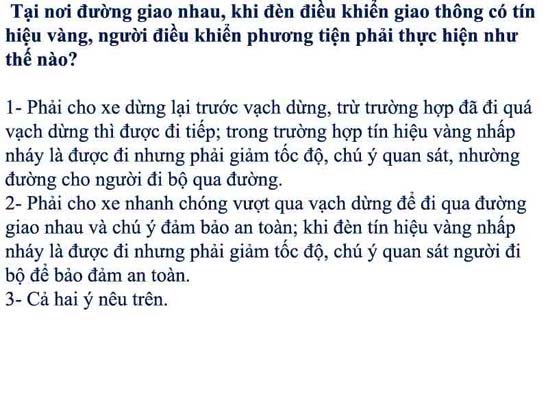 Tại nơi đường giao nhau, khi đèn điều khiển giao thông có tín
hiệu vàng, người điều khiển phương tiện phải thực hiện như
thế nào?
1- Phải cho xe dừng lại trước vạch dừng, trừ trường hợp đã đi quá
vạch dừng thì được đi tiếp; trong trường hợp tín hiệu vàng nhấp
nháy là được đi nhưng phải giảm tốc độ, chú ý quan sát, nhường
đường cho người đi bộ qua đường.
2- Phải cho xe nhanh chóng vượt qua vạch dừng để đi qua đường
giao nhau và chú ý đảm bảo an toàn; khi đèn tín hiệu vàng nhấp
nháy là được đi nhưng phải giảm tốc độ, chú ý quan sát người đi
bộ để bảo đảm an toàn.
3- Cả hai ý nêu trên.